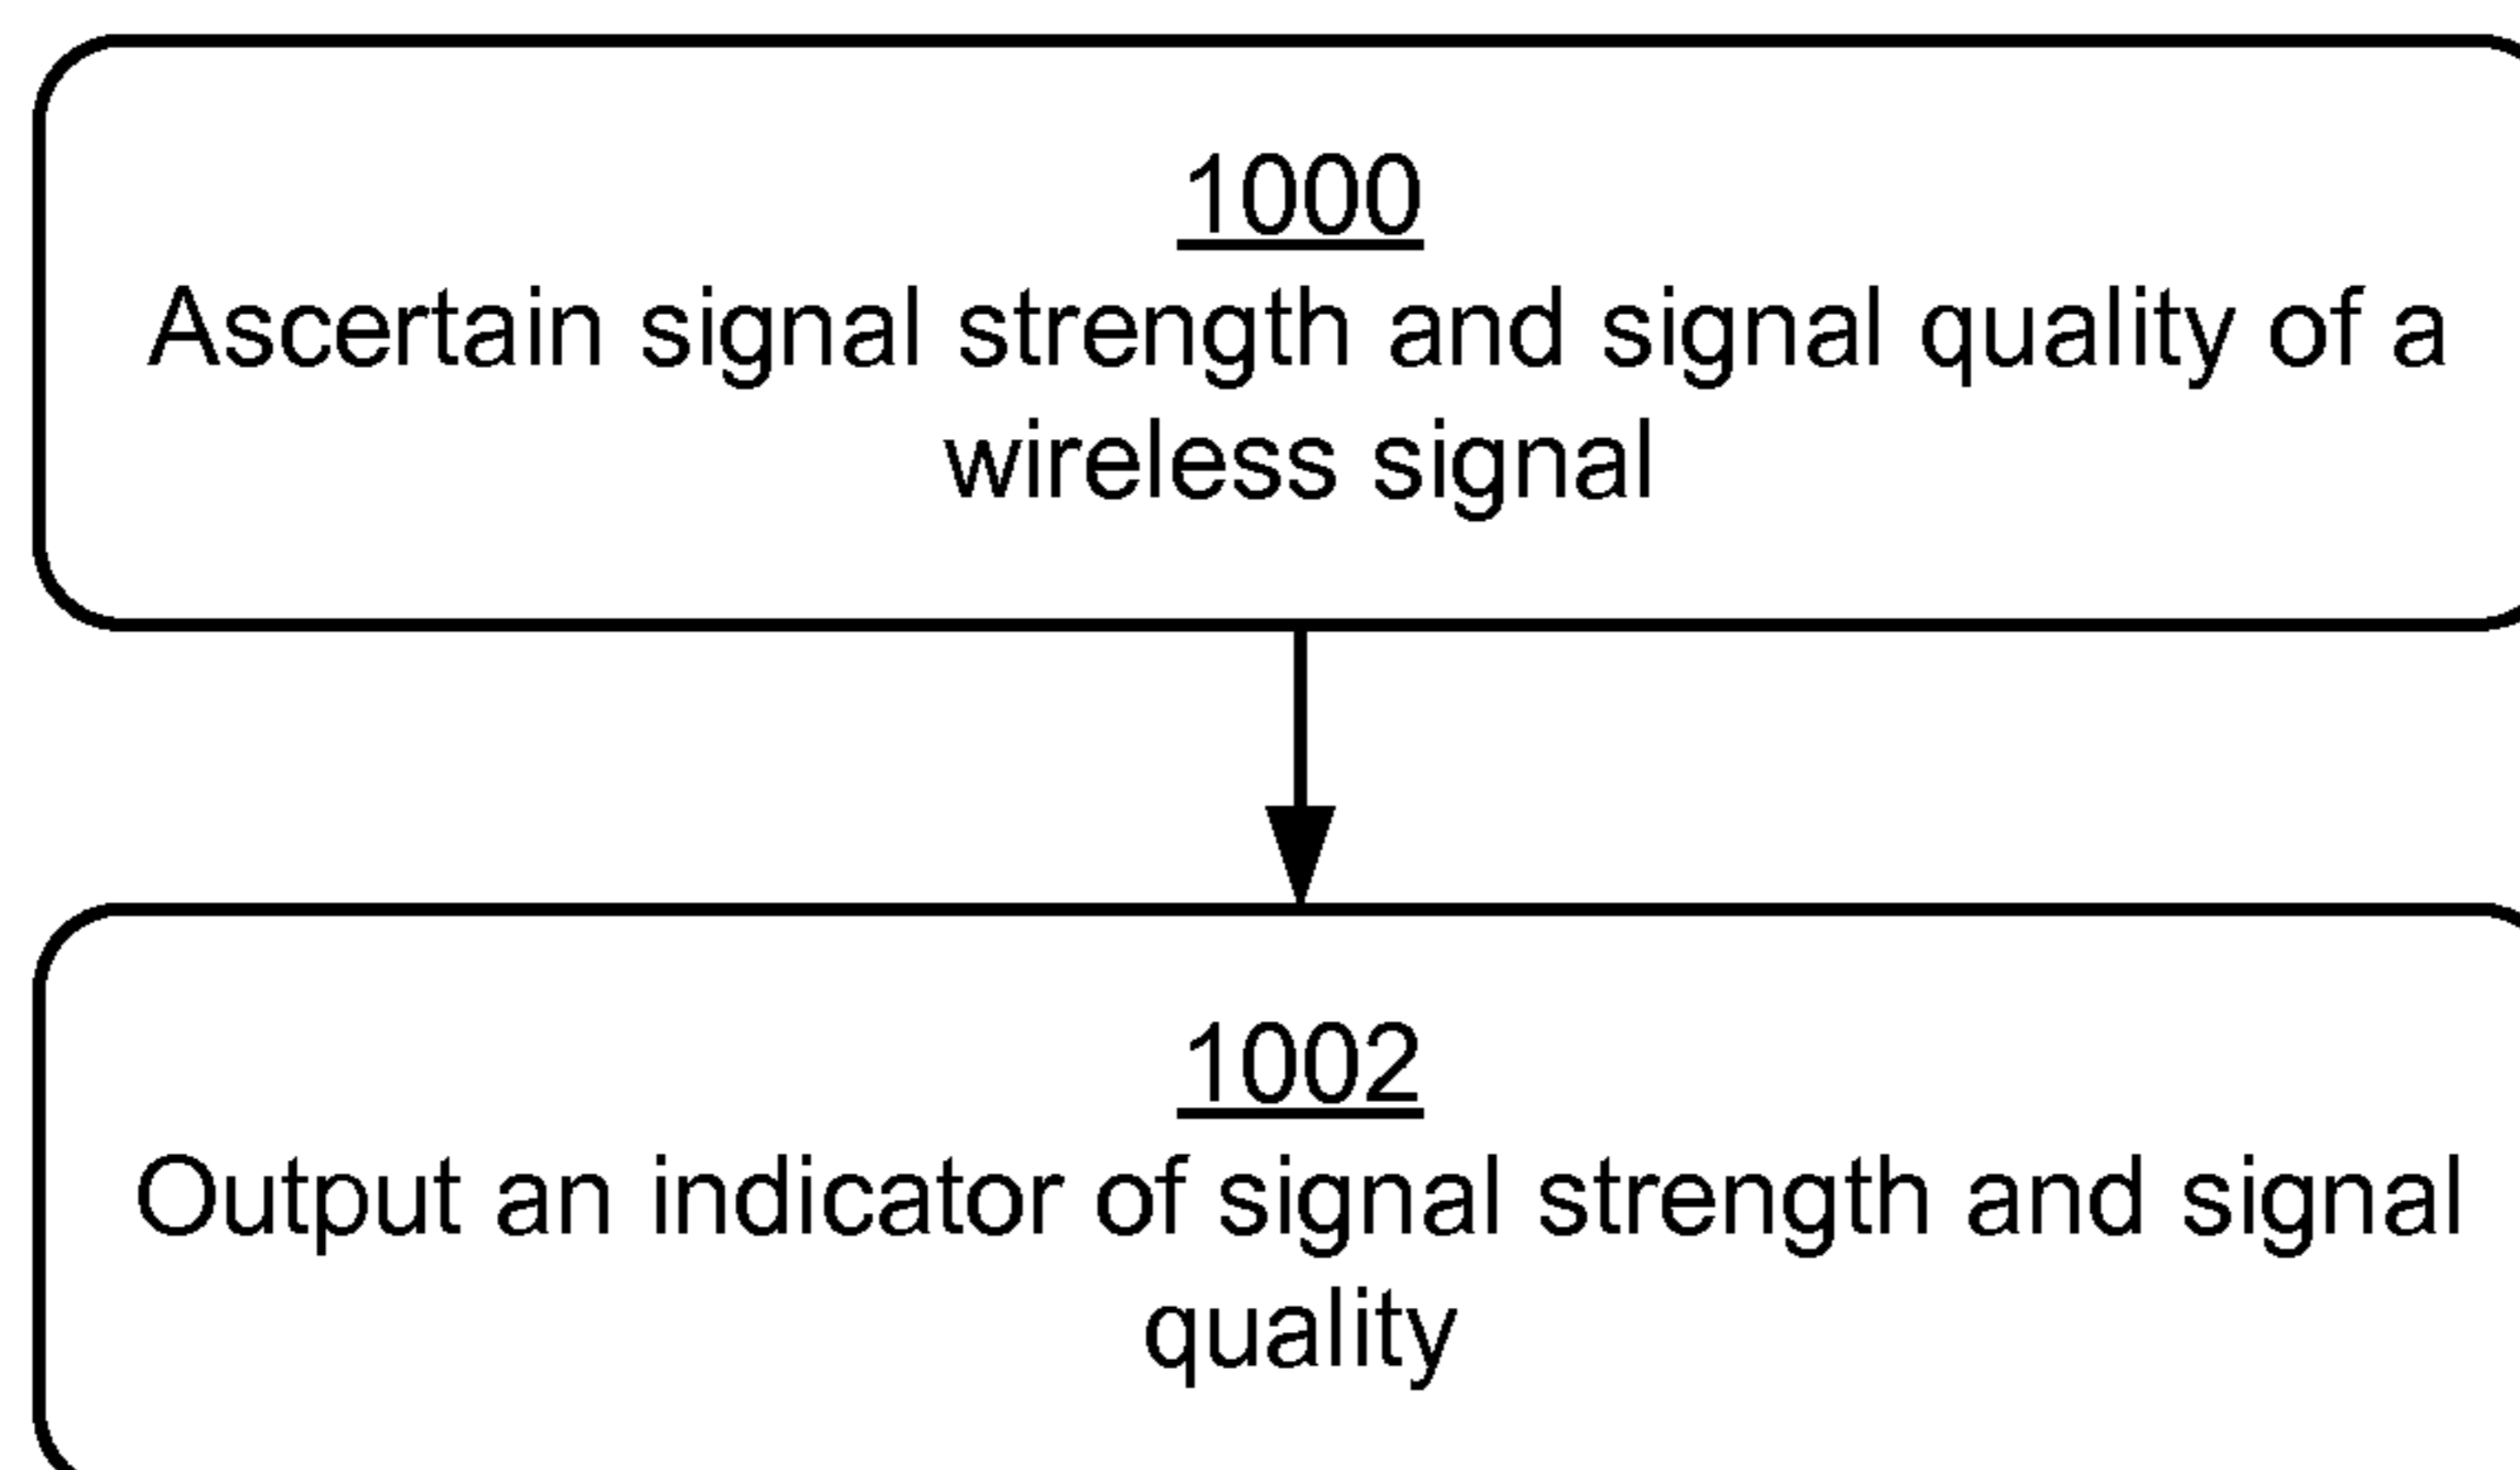 1000
Ascertain signal strength and signal quality of a
wireless signal
1002
Output an indicator of signal strength and signal
quality